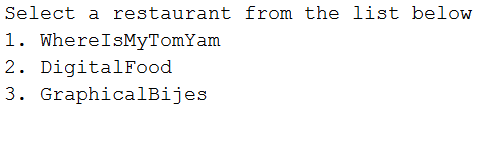 Select a restaurant from the list below
1. WhereIsMyTomYam
2. DigitalFood
3. GraphicalBijes